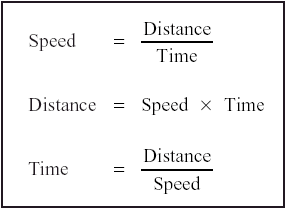 Speed = Distance / Time
Distance = Speed × Time
Time = Distance / Speed